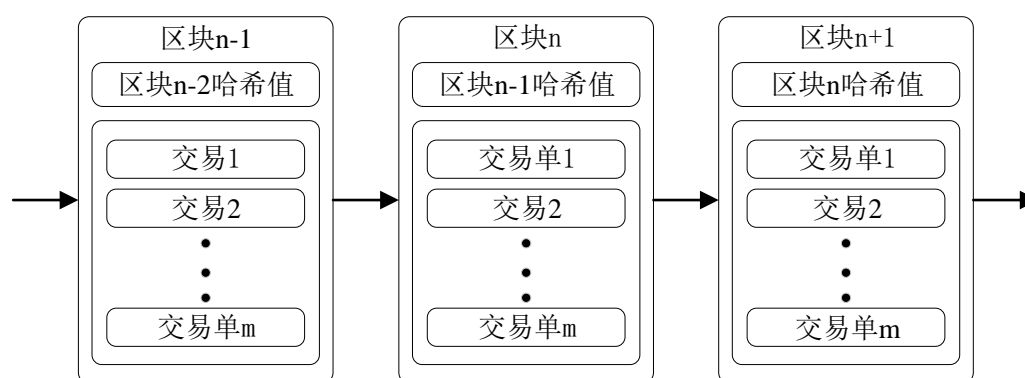 区块n-1
区块n-2哈希值
交易1
交易2
交易单m
区块n
区块n-1哈希值
交易单1
交易2
交易单m
区块n+1
区块n哈希值
交易单1
交易2
交易单m